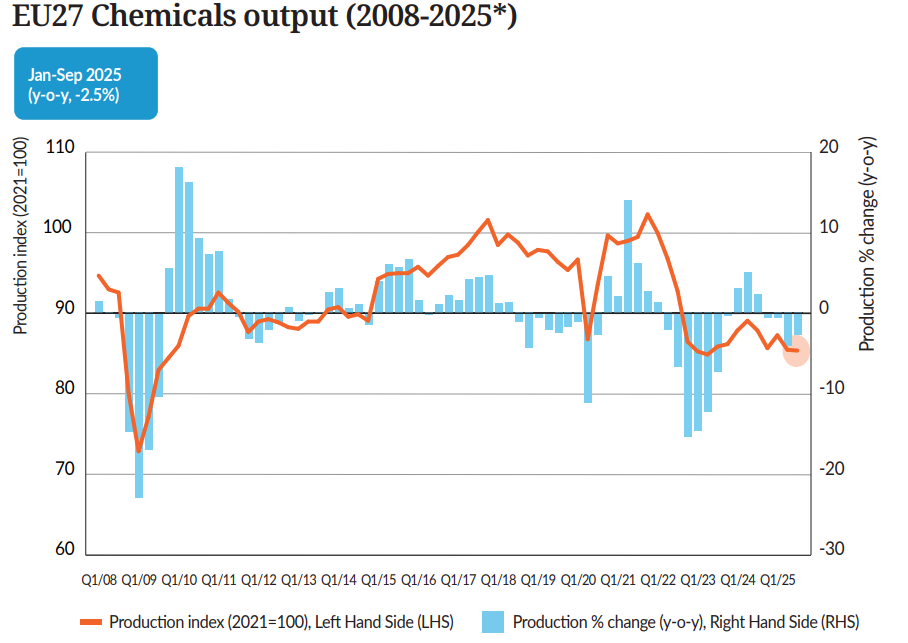 EU27 Chemicals output (2008-2025*)
Jan-Sep 2025
(y-o-y, -2.5%)
Production index (2021=100)
110
100
90
80
70
60
20
10
0
-10
-20
-30
Production % change (y-o-y)
Q1/08 Q1/09 Q1/10 Q1/11 Q1/12 Q1/13 Q1/14 Q1/15 Q1/16 Q1/17 Q1/18 Q1/19 Q1/20 Q1/21 Q1/22 Q1/23 Q1/24 Q1/25
Production index (2021=100), Left Hand Side (LHS) Production % change (y-o-y), Right Hand Side (RHS)